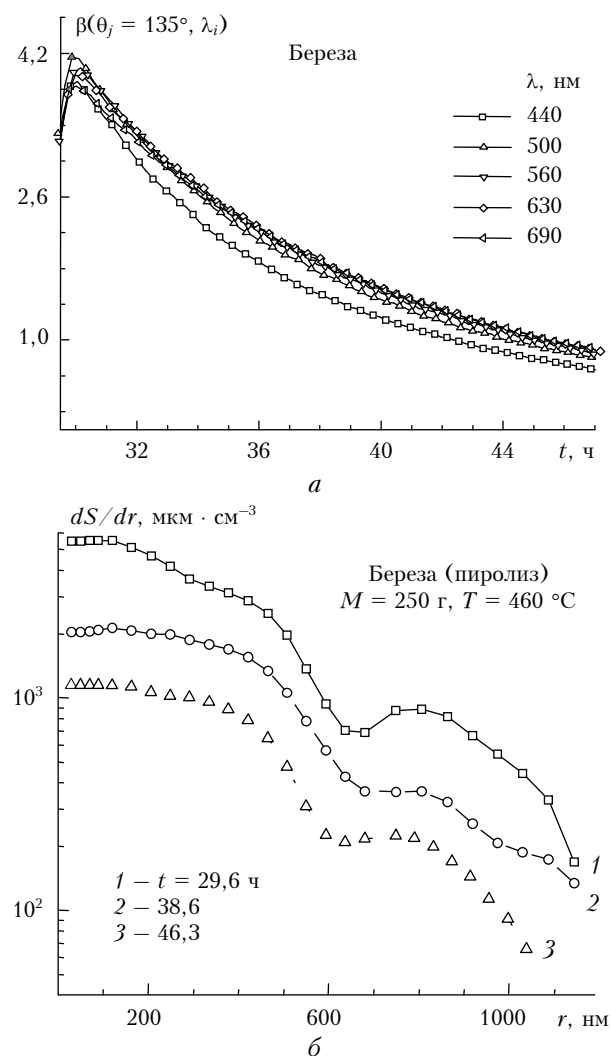 β(θj = 135°, λi)
4,2
Береза
λ, нм
440
500
560
630
690
2,6
1,0
32
36
40
44
t, ч
а
dS/dr, мкм · см⁻³
Береза (пиролиз)
M = 250 г, T = 460 °C
10³
1 – t = 29,6 ч
2 – 38,6
3 – 46,3
10²
1
2
3
200
600
1000
r, нм
б